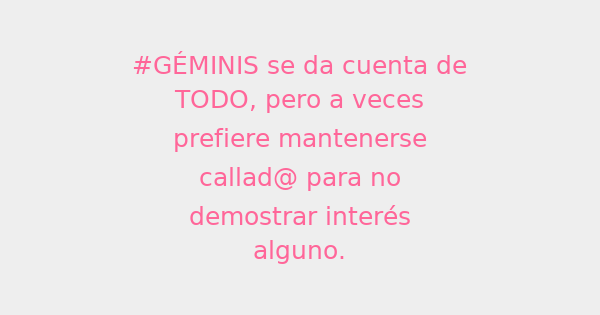 #GÉMINIS se da cuenta de
TODO, pero a veces
prefiere mantenerse
callad@ para no
demostrar interés
alguno.